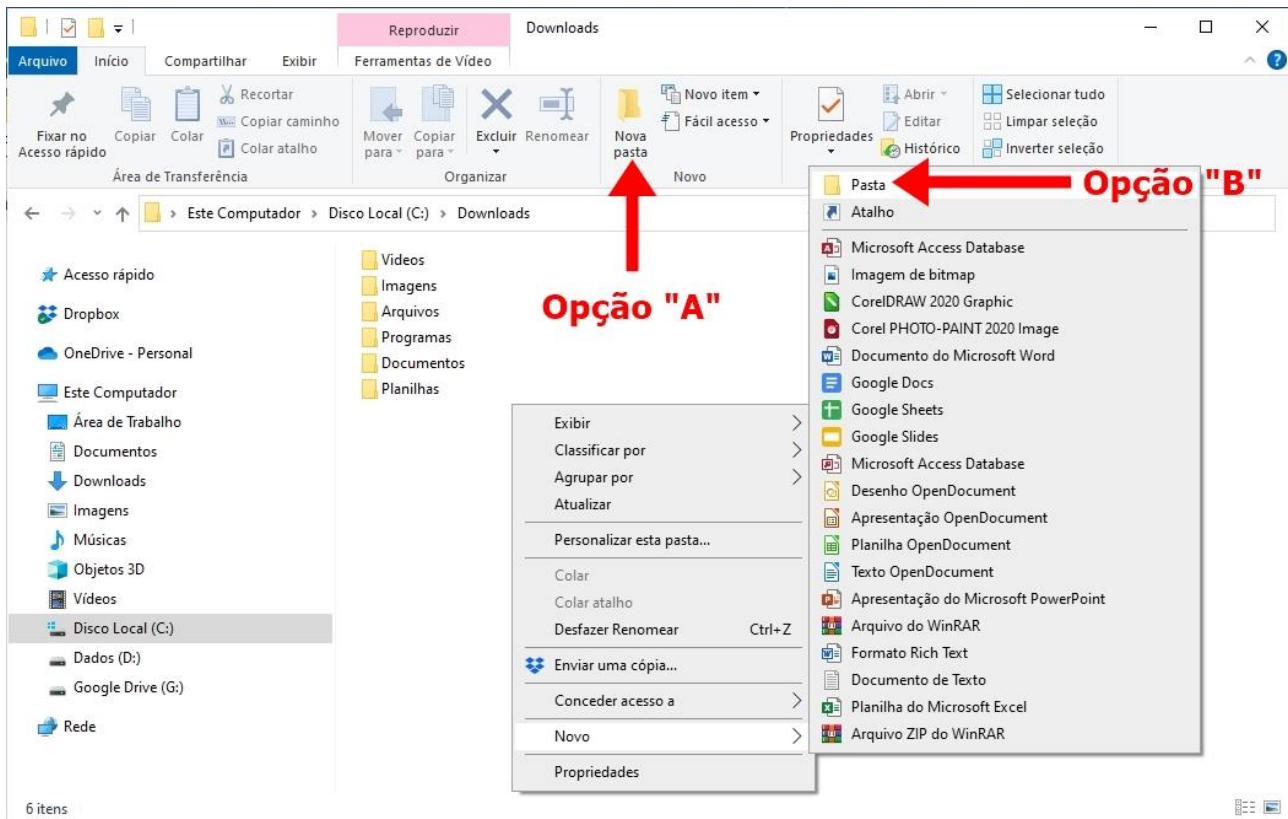 Reproduzir
Downloads
Arquivo
Início
Compartilhar
Exibir
Ferramentas de Vídeo
Fixar no
Acesso rápido
Copiar
Colar
Recortar
Copiar caminho
Colar atalho
Área de Transferência
Mover
para
Copiar
para
Excluir
Renomear
Organizar
Nova
pasta
Novo item
Fácil acesso
Novo
Propriedades
Abrir
Editar
Histórico
Selecionar tudo
Limpar seleção
Inverter seleção
Este Computador > Disco Local (C:) > Downloads
Opção "A"
Opção "B"
Acesso rápido
Dropbox
OneDrive - Personal
Este Computador
Área de Trabalho
Documentos
Downloads
Imagens
Músicas
Objetos 3D
Vídeos
Disco Local (C:)
Dados (D:)
Google Drive (G:)
Rede
Videos
Imagens
Arquivos
Programas
Documentos
Planilhas
Exibir
Classificar por
Agrupar por
Atualizar
Personalizar esta pasta...
Colar
Colar atalho
Desfazer Renomear Ctrl+Z
Enviar uma cópia...
Conceder acesso a
Novo
Propriedades
Pasta
Atalho
Microsoft Access Database
Imagem de bitmap
CorelDRAW 2020 Graphic
Corel PHOTO-PAINT 2020 Image
Documento do Microsoft Word
Google Docs
Google Sheets
Google Slides
Microsoft Access Database
Desenho OpenDocument
Apresentação OpenDocument
Planilha OpenDocument
Texto OpenDocument
Apresentação do Microsoft PowerPoint
Arquivo do WinRAR
Formato Rich Text
Documento de Texto
Planilha do Microsoft Excel
Arquivo ZIP do WinRAR
6 itens